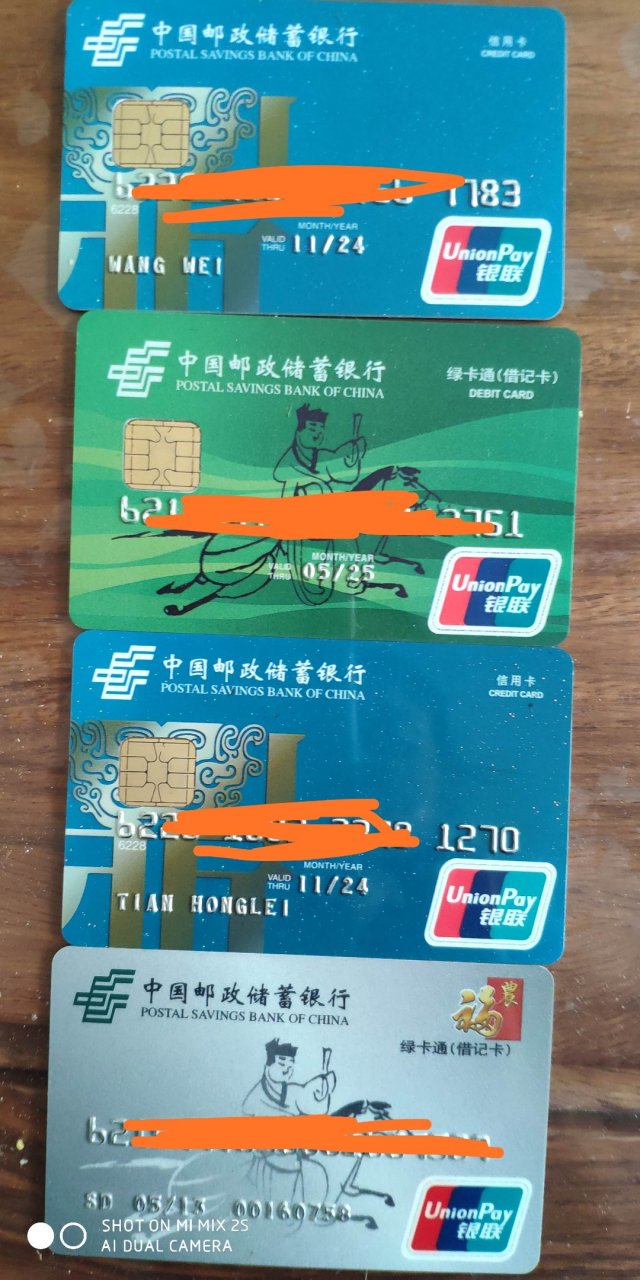 中国邮政储蓄银行
POSTAL SAVINGS BANK OF CHINA
信用卡
CREDIT CARD
1783
6228
MONTH/YEAR
VALID THRU 11/24
WANG WEI
UnionPay
银联
中国邮政储蓄银行
POSTAL SAVINGS BANK OF CHINA
绿卡通(借记卡)
DEBIT CARD
MONTH/YEAR
VALID THRU 05/25
UnionPay
银联
中国邮政储蓄银行
POSTAL SAVINGS BANK OF CHINA
信用卡
CREDIT CARD
1270
6228
MONTH/YEAR
VALID THRU 11/24
TIAN HONGLEI
UnionPay
银联
中国邮政储蓄银行
POSTAL SAVINGS BANK OF CHINA
農
福
绿卡通(借记卡)
SD 05/13 00160758
UnionPay
银联
SHOT ON MI MIX 2S
AI DUAL CAMERA